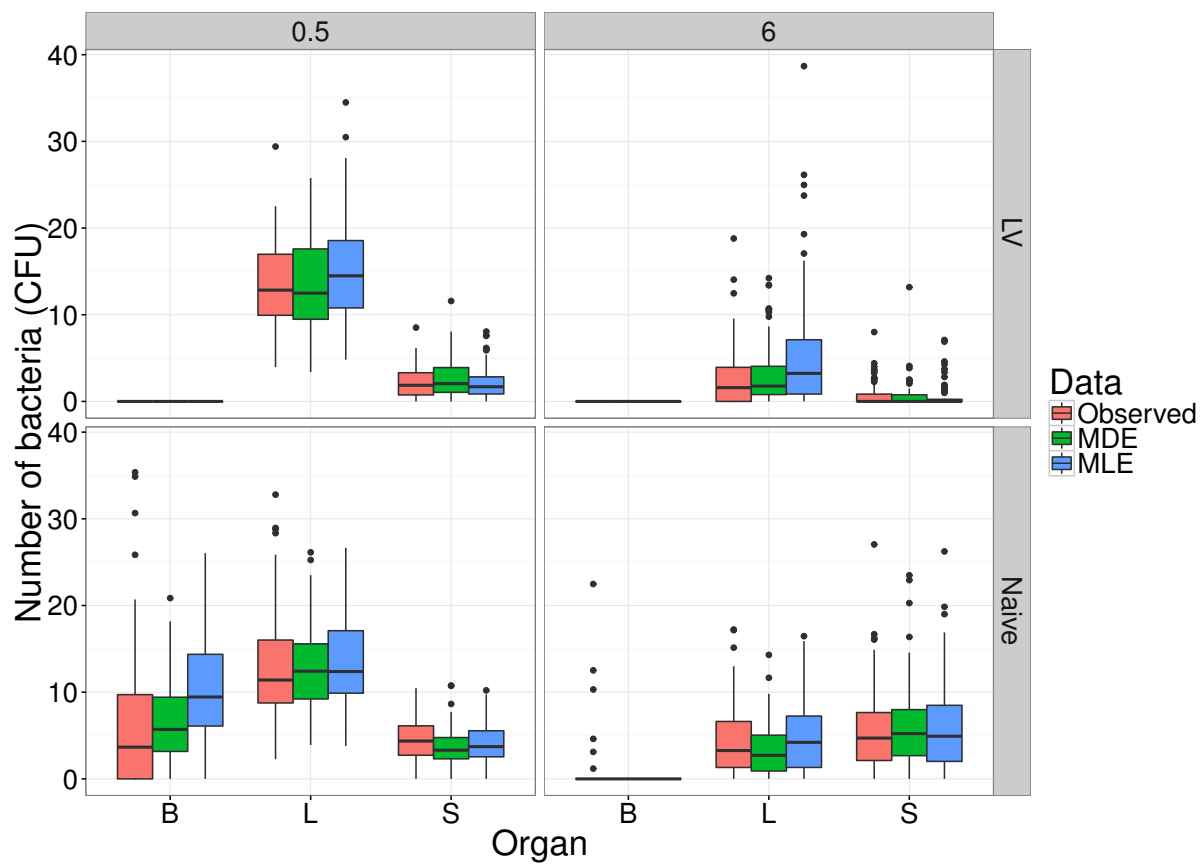 0.5 6
40
30
20
10
0
LV
40
30
20
10
0
Naive
B L S B L S
Organ
Number of bacteria (CFU)
Data
Observed
MDE
MLE